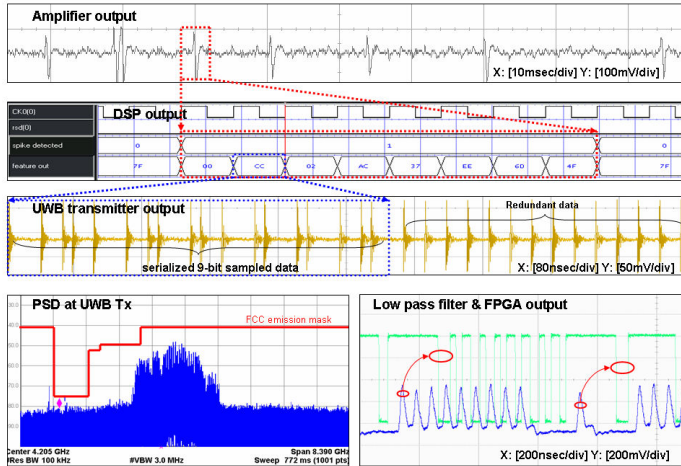 Amplifier output
X: [10msec/div] Y: [100mV/div]
CK0(0)
rsd(0)
DSP output
spike detected
0
1
0
feature out
7F
00
CC
02
AC
37
EE
6D
4F
7F
UWB transmitter output
Redundant data
serialized 9-bit sampled data
X: [80nsec/div] Y: [50mV/div]
PSD at UWB Tx
FCC emission mask
Center 4.205 GHz
Span 8.390 GHz
#Res BW 100 kHz
#VBW 3.0 MHz
Sweep 772 ms (1001 pts)
Low pass filter & FPGA output
X: [200nsec/div] Y: [200mV/div]